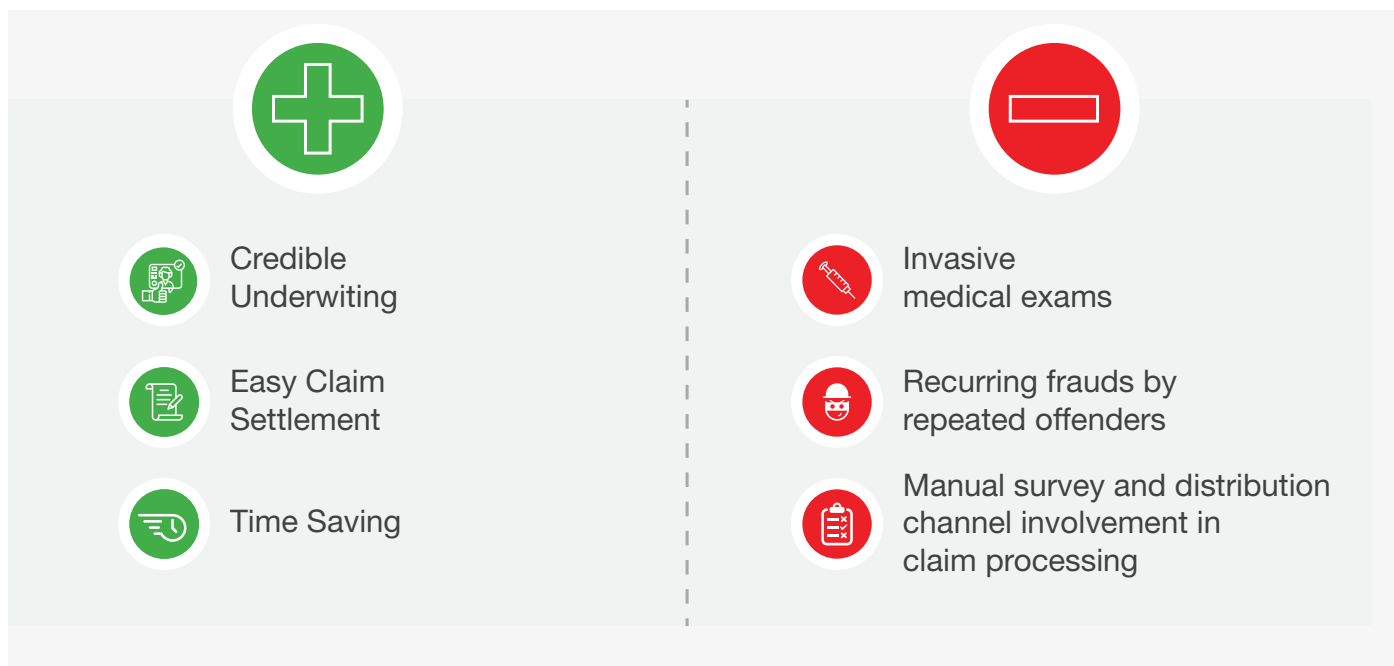 Credible
Underwiting
Easy Claim
Settlement
Time Saving
Invasive
medical exams
Recurring frauds by
repeated offenders
Manual survey and distribution
channel involvement in
claim processing